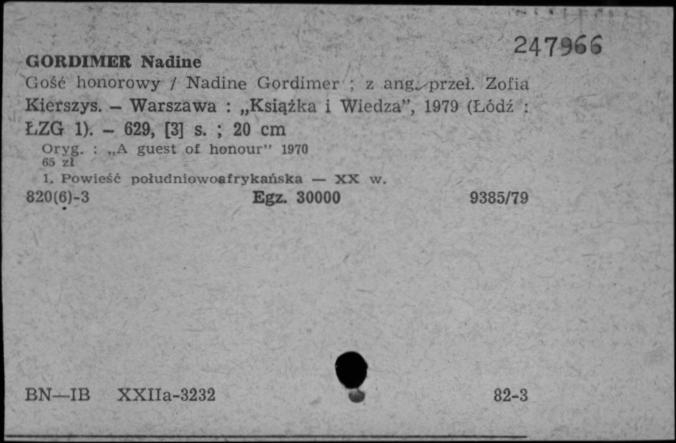 247966
GORDIMER Nadine
Gość honorowy / Nadine Gordimer ; z ang. przeł. Zofia
Kierszys. — Warszawa : „Książka i Wiedza”, 1979 (Łódź :
ŁZG 1). — 629, [3] s. ; 20 cm
Oryg. : „A guest of honour” 1970
65 zł
1. Powieść południowoafrykańska — XX w.
820(6)-3 Egz. 30000 9385/79
BN—IB XXIIa-3232 82-3